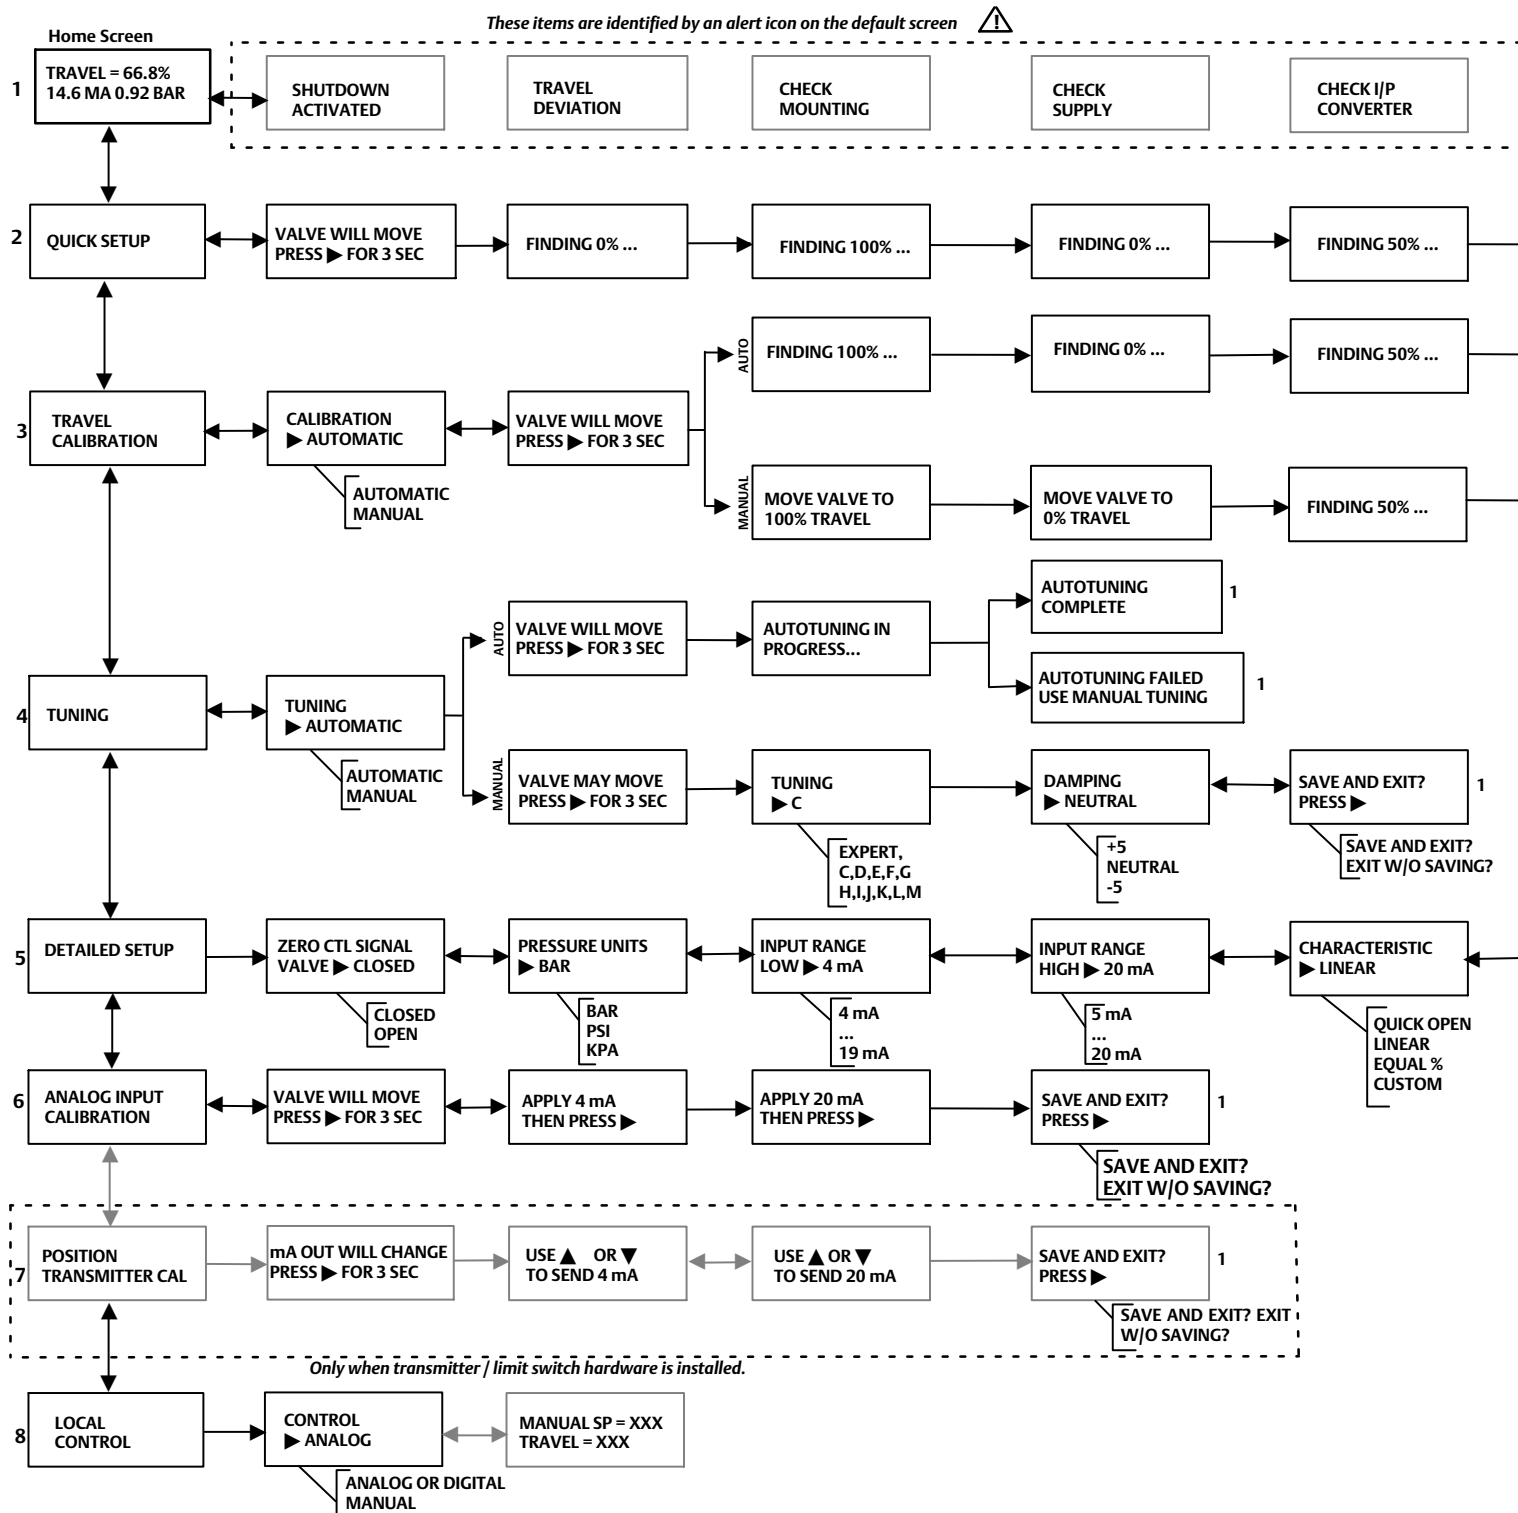 These items are identified by an alert icon on the default screen
Home Screen
1
TRAVEL = 66.8%
14.6 MA 0.92 BAR
SHUTDOWN
ACTIVATED
TRAVEL
DEVIATION
CHECK
MOUNTING
CHECK
SUPPLY
CHECK I/P
CONVERTER
2
QUICK SETUP
VALVE WILL MOVE
PRESS ▶ FOR 3 SEC
FINDING 0% ...
FINDING 100% ...
FINDING 0% ...
FINDING 50% ...
3
TRAVEL
CALIBRATION
CALIBRATION
▶ AUTOMATIC
AUTOMATIC
MANUAL
VALVE WILL MOVE
PRESS ▶ FOR 3 SEC
AUTO
FINDING 100% ...
FINDING 0% ...
FINDING 50% ...
MANUAL
MOVE VALVE TO
100% TRAVEL
MOVE VALVE TO
0% TRAVEL
FINDING 50% ...
4
TUNING
TUNING
▶ AUTOMATIC
AUTOMATIC
MANUAL
AUTO
VALVE WILL MOVE
PRESS ▶ FOR 3 SEC
AUTOTUNING IN
PROGRESS...
AUTOTUNING
COMPLETE
1
AUTOTUNING FAILED
USE MANUAL TUNING
1
MANUAL
VALVE MAY MOVE
PRESS ▶ FOR 3 SEC
TUNING
▶ C
EXPERT,
C,D,E,F,G
H,I,J,K,L,M
DAMPING
▶ NEUTRAL
+5
NEUTRAL
-5
SAVE AND EXIT?
PRESS ▶
1
SAVE AND EXIT?
EXIT W/O SAVING?
5
DETAILED SETUP
ZERO CTL SIGNAL
VALVE ▶ CLOSED
CLOSED
OPEN
PRESSURE UNITS
▶ BAR
BAR
PSI
KPA
INPUT RANGE
LOW ▶ 4 mA
4 mA
...
19 mA
INPUT RANGE
HIGH ▶ 20 mA
5 mA
...
20 mA
CHARACTERISTIC
▶ LINEAR
QUICK OPEN
LINEAR
EQUAL %
CUSTOM
6
ANALOG INPUT
CALIBRATION
VALVE WILL MOVE
PRESS ▶ FOR 3 SEC
APPLY 4 mA
THEN PRESS ▶
APPLY 20 mA
THEN PRESS ▶
SAVE AND EXIT?
PRESS ▶
1
SAVE AND EXIT?
EXIT W/O SAVING?
7
POSITION
TRANSMITTER CAL
mA OUT WILL CHANGE
PRESS ▶ FOR 3 SEC
USE ▲ OR ▼
TO SEND 4 mA
USE ▲ OR ▼
TO SEND 20 mA
SAVE AND EXIT?
PRESS ▶
1
SAVE AND EXIT? EXIT
W/O SAVING?
Only when transmitter / limit switch hardware is installed.
8
LOCAL
CONTROL
CONTROL
▶ ANALOG
ANALOG OR DIGITAL
MANUAL
MANUAL SP = XXX
TRAVEL = XXX